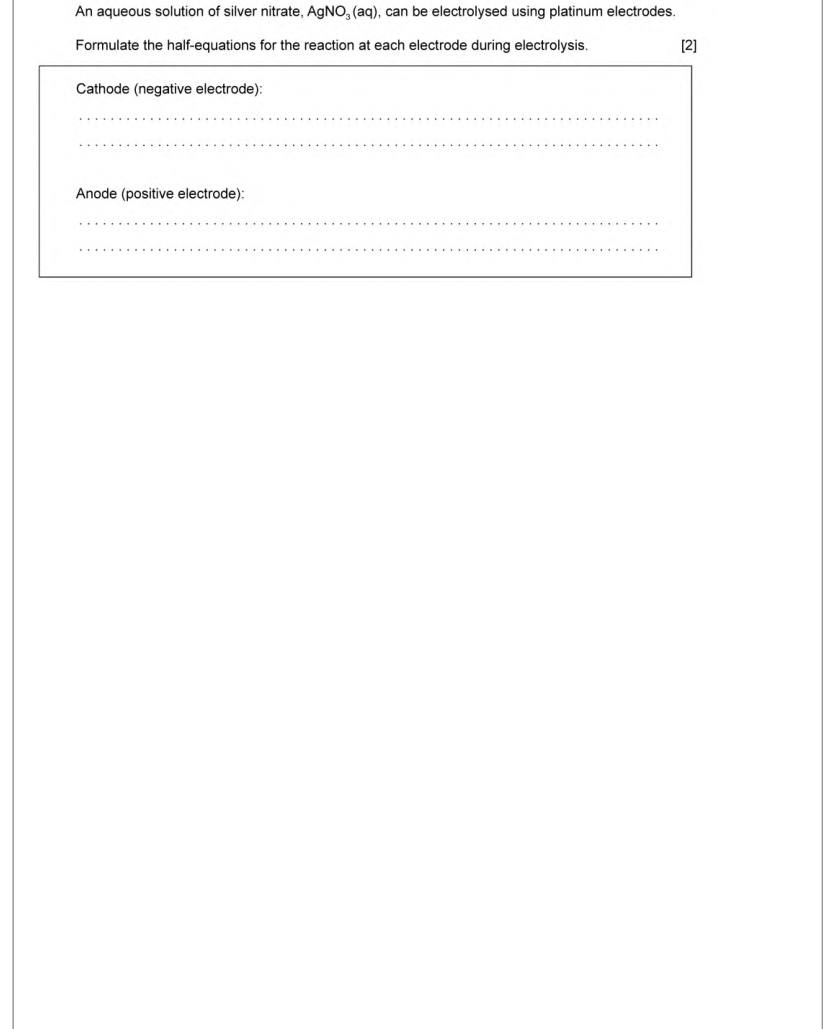 An aqueous solution of silver nitrate, AgNO₃(aq), can be electrolysed using platinum electrodes.
Formulate the half-equations for the reaction at each electrode during electrolysis. [2]
Cathode (negative electrode):
Anode (positive electrode):